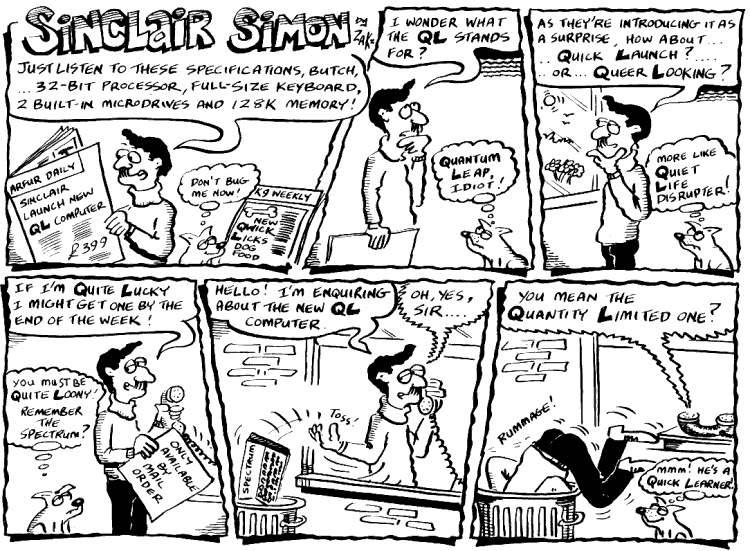 SINCLAIR SIMON
BY
ZAK.
JUST LISTEN TO THESE SPECIFICATIONS, BUTCH,
... 32-BIT PROCESSOR, FULL-SIZE KEYBOARD,
2 BUILT-IN MICRODRIVES AND 128K MEMORY!
ARFUR DAILY
SINCLAIR
LAUNCH NEW
QL COMPUTER
£399
DON'T BUG
ME NOW!
K9 WEEKLY
NEW
QWICK
LICKS
DOG
FOOD
I WONDER WHAT
THE QL STANDS
FOR?
QUANTUM
LEAP,
IDIOT!
AS THEY'RE INTRODUCING IT AS
A SURPRISE, HOW ABOUT...
QUICK LAUNCH?....
OR... QUEER LOOKING?
MORE LIKE
QUIET
LIFE
DISRUPTER!
IF I'M QUITE LUCKY
I MIGHT GET ONE BY THE
END OF THE WEEK!
YOU MUST BE
QUITE LOONY!
REMEMBER
THE
SPECTRUM?
ONLY
AVAILABLE
BY
MAIL
ORDER
HELLO! I'M ENQUIRING
ABOUT THE NEW QL
COMPUTER.
OH, YES,
SIR....
TOSS!
SPECTRUM
YOU MEAN THE
QUANTITY LIMITED ONE?
RUMMAGE!
MMM! HE'S A
QUICK LEARNER!